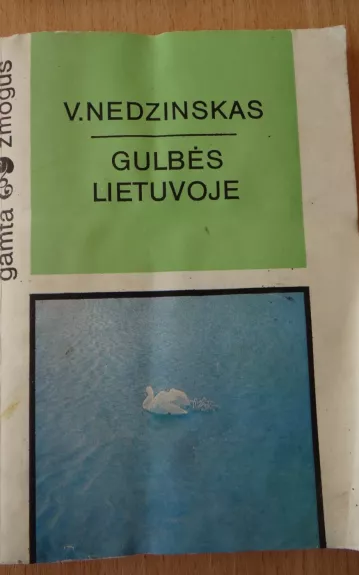 V.NEDZINSKAS
GULBĖS
LIETUVOJE
gamta žmogus